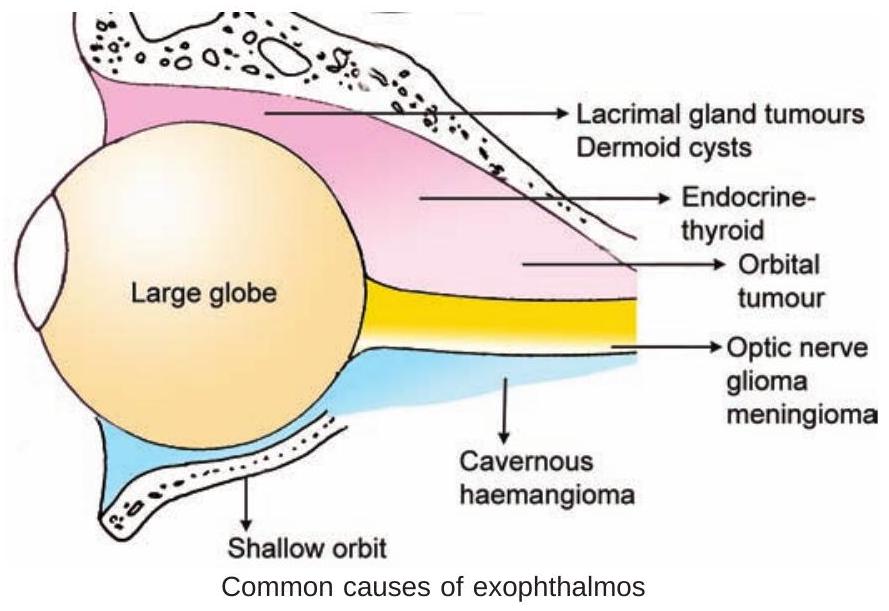 Lacrimal gland tumours
Dermoid cysts
Endocrine-
thyroid
Orbital
tumour
Large globe
Optic nerve
glioma
meningioma
Cavernous
haemangioma
Shallow orbit
Common causes of exophthalmos